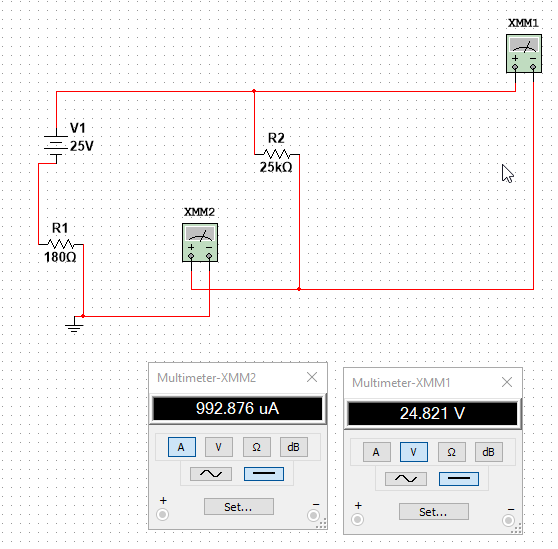 XMM1
+ −
V1
25V
R2
25kΩ
R1
180Ω
XMM2
+ −
Multimeter-XMM2
992.876 uA
A V Ω dB
+ Set... −
Multimeter-XMM1
24.821 V
A V Ω dB
+ Set... −